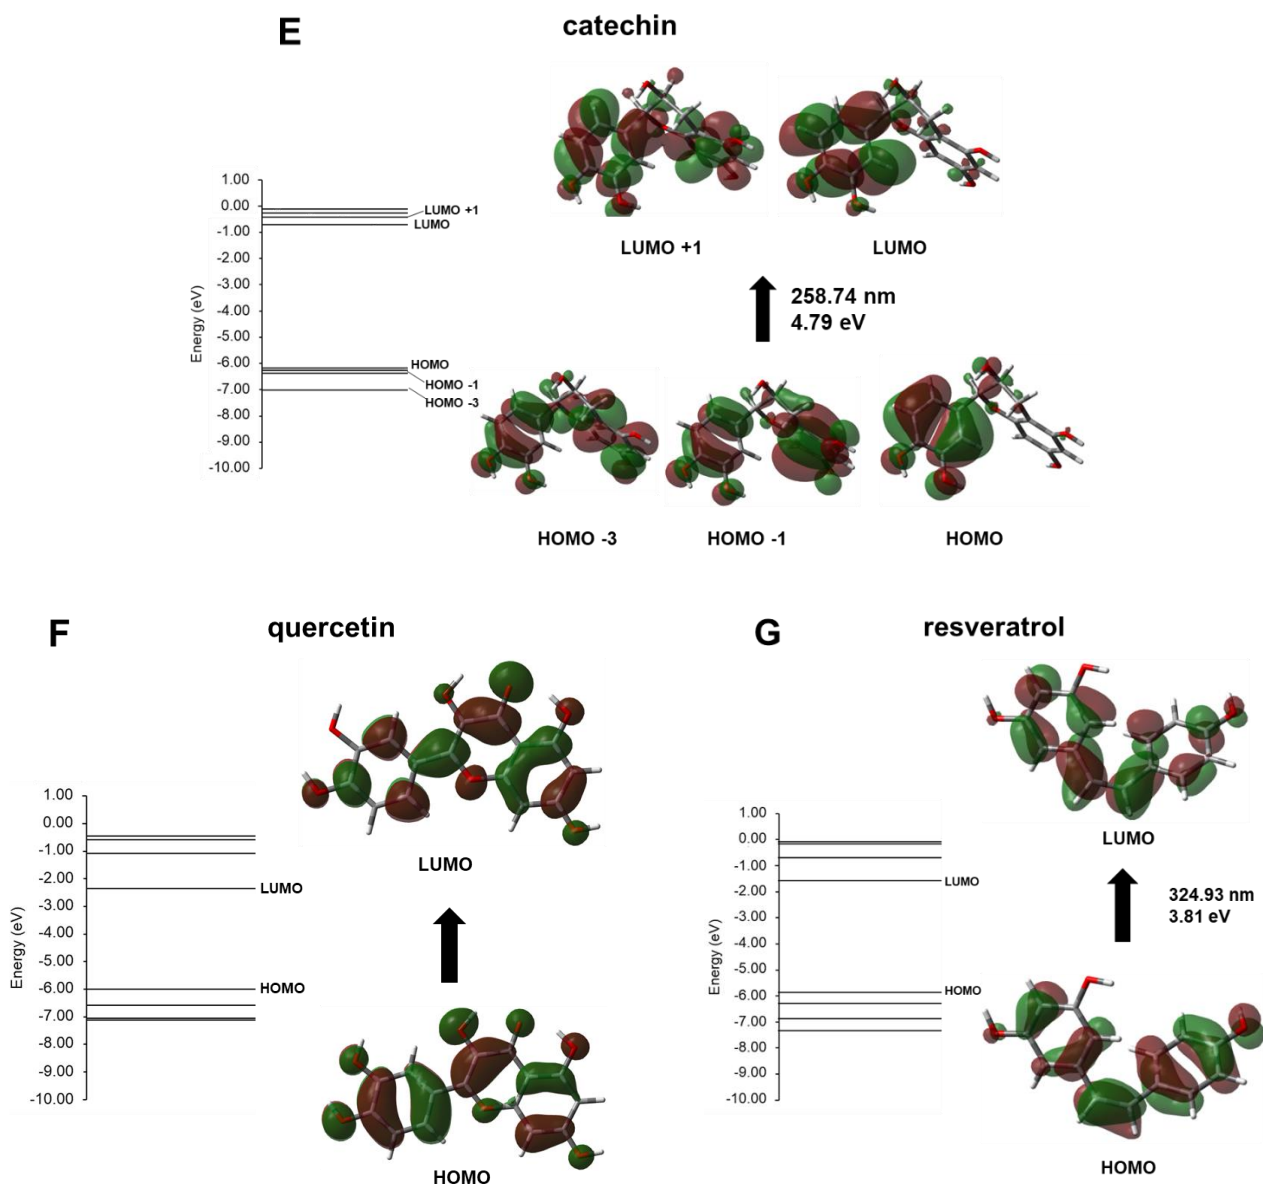 E
catechin
1.00
0.00
-1.00
-2.00
-3.00
-4.00
-5.00
-6.00
-7.00
-8.00
-9.00
-10.00
Energy (eV)
LUMO +1
LUMO
HOMO
HOMO -1
HOMO -3
LUMO +1
LUMO
258.74 nm
4.79 eV
HOMO -3
HOMO -1
HOMO
F
quercetin
1.00
0.00
-1.00
-2.00
-3.00
-4.00
-5.00
-6.00
-7.00
-8.00
-9.00
-10.00
Energy (eV)
LUMO
HOMO
LUMO
HOMO
G
resveratrol
1.00
0.00
-1.00
-2.00
-3.00
-4.00
-5.00
-6.00
-7.00
-8.00
-9.00
-10.00
Energy (eV)
LUMO
HOMO
LUMO
324.93 nm
3.81 eV
HOMO